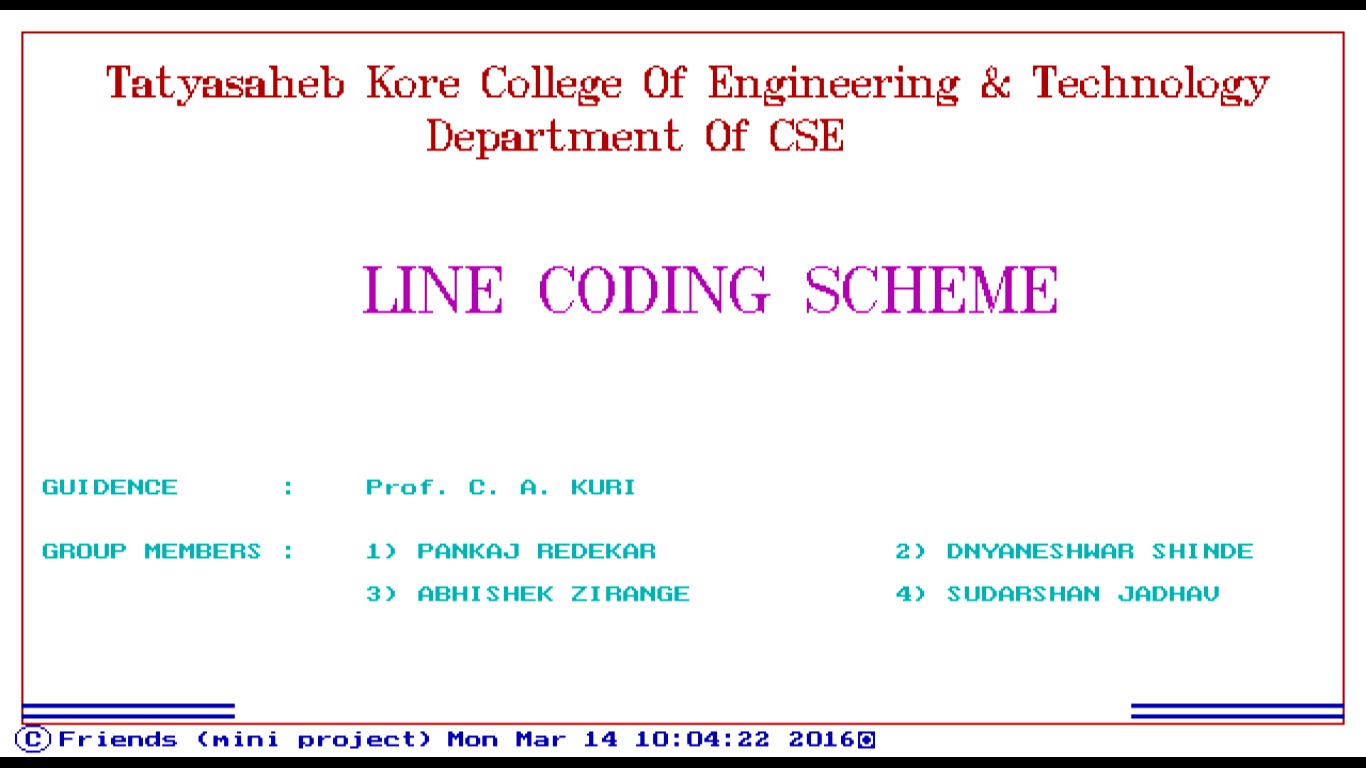 Tatyasaheb Kore College Of Engineering & Technology
Department Of CSE
LINE CODING SCHEME
GUIDENCE : Prof. C. A. KURI
GROUP MEMBERS : 1) PANKAJ REDEKAR 2) DNYANESHWAR SHINDE
3) ABHISHEK ZIRANGE 4) SUDARSHAN JADHAV
©Friends (mini project) Mon Mar 14 10:04:22 2016◙